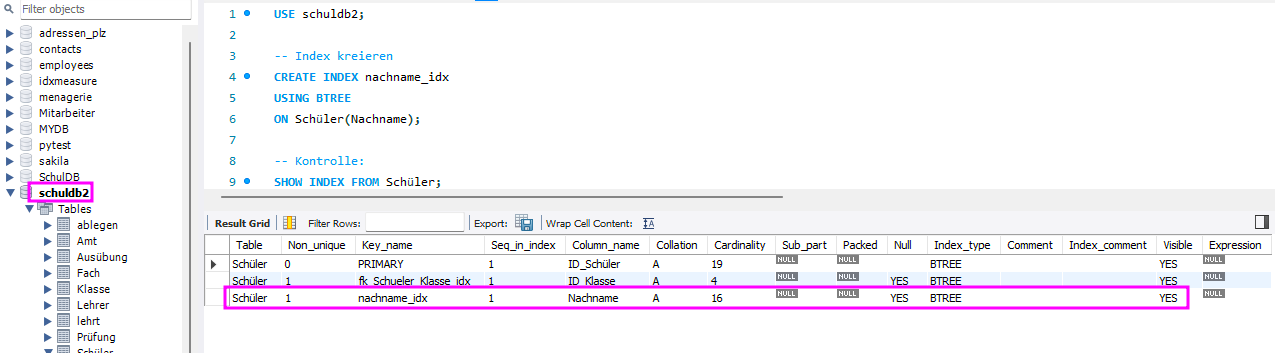 Filter objects
adressen_plz
contacts
employees
idxmeasure
menagerie
Mitarbeiter
MYDB
pytest
sakila
SchulDB
schuldb2
Tables
ablegen
Amt
Ausübung
Fach
Klasse
Lehrer
lehrt
Prüfung
Schüler
1 USE schuldb2;
2
3 -- Index kreieren
4 CREATE INDEX nachname_idx
5 USING BTREE
6 ON Schüler(Nachname);
7
8 -- Kontrolle:
9 SHOW INDEX FROM Schüler;
Result Grid Filter Rows: Export: Wrap Cell Content:
Table Non_unique Key_name Seq_in_index Column_name Collation Cardinality Sub_part Packed Null Index_type Comment Index_comment Visible Expression
Schüler 0 PRIMARY 1 ID_Schüler A 19 NULL NULL BTREE YES NULL
Schüler 1 fk_Schueler_Klasse_idx 1 ID_Klasse A 4 NULL NULL YES BTREE YES NULL
Schüler 1 nachname_idx 1 Nachname A 16 NULL NULL YES BTREE YES NULL